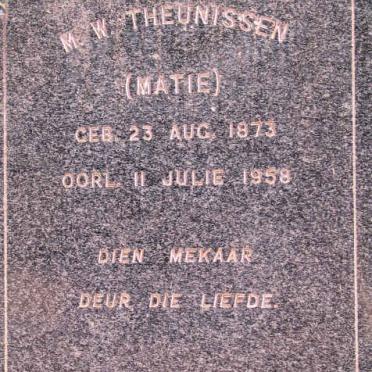 M. W. THEUNISSEN
(MATIE)
GEB. 23 AUG. 1873
OORL. 11 JULIE 1958
DIEN MEKAAR
DEUR DIE LIEFDE.